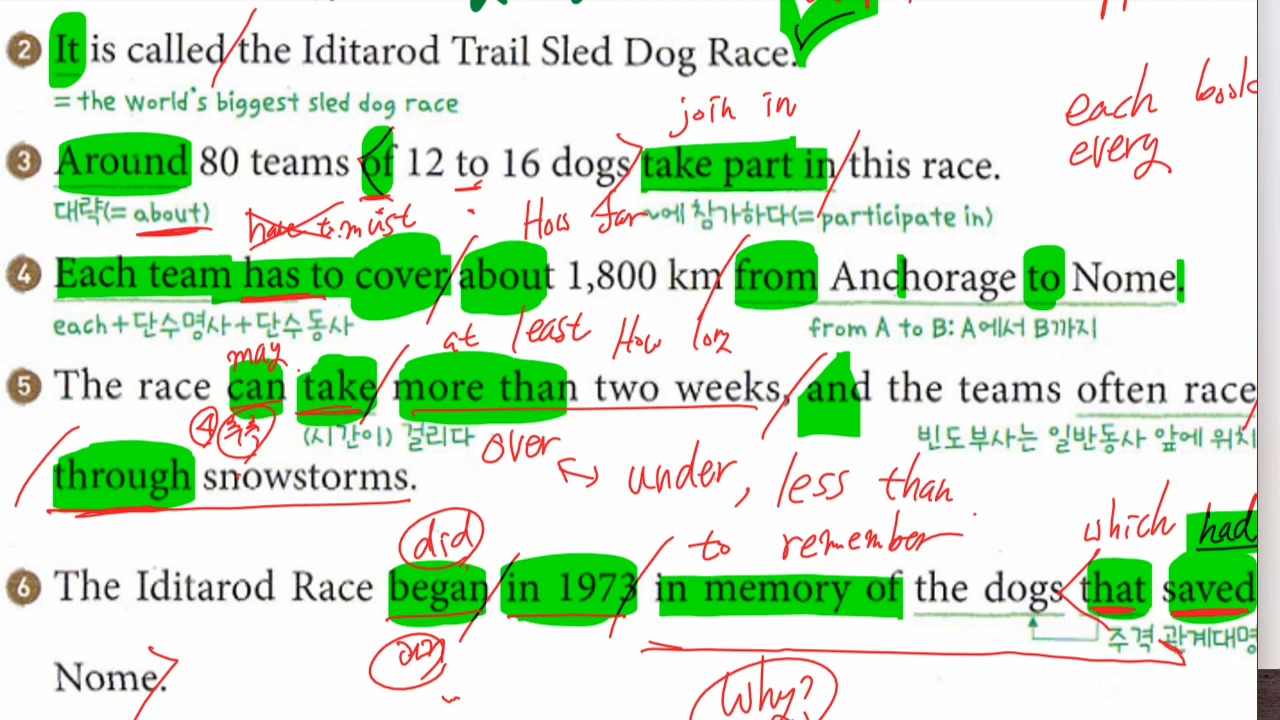 ② It is called the Iditarod Trail Sled Dog Race.
= the world's biggest sled dog race
join in
each book
every
③ Around 80 teams of 12 to 16 dogs take part in this race.
대략(= about)
~에 참가하다(= participate in)
have to must
How far
④ Each team has to cover about 1,800 km from Anchorage to Nome.
each+단수명사+단수동사
from A to B: A에서 B까지
may
at least
How long
⑤ The race can take more than two weeks, and the teams often race
④ 추측
(시간이) 걸리다
over ↔ under, less than
빈도부사는 일반동사 앞에 위치
through snowstorms.
did
to remember
which had
⑥ The Iditarod Race began in 1973 in memory of the dogs that saved
주격 관계대명
Nome.
Why?